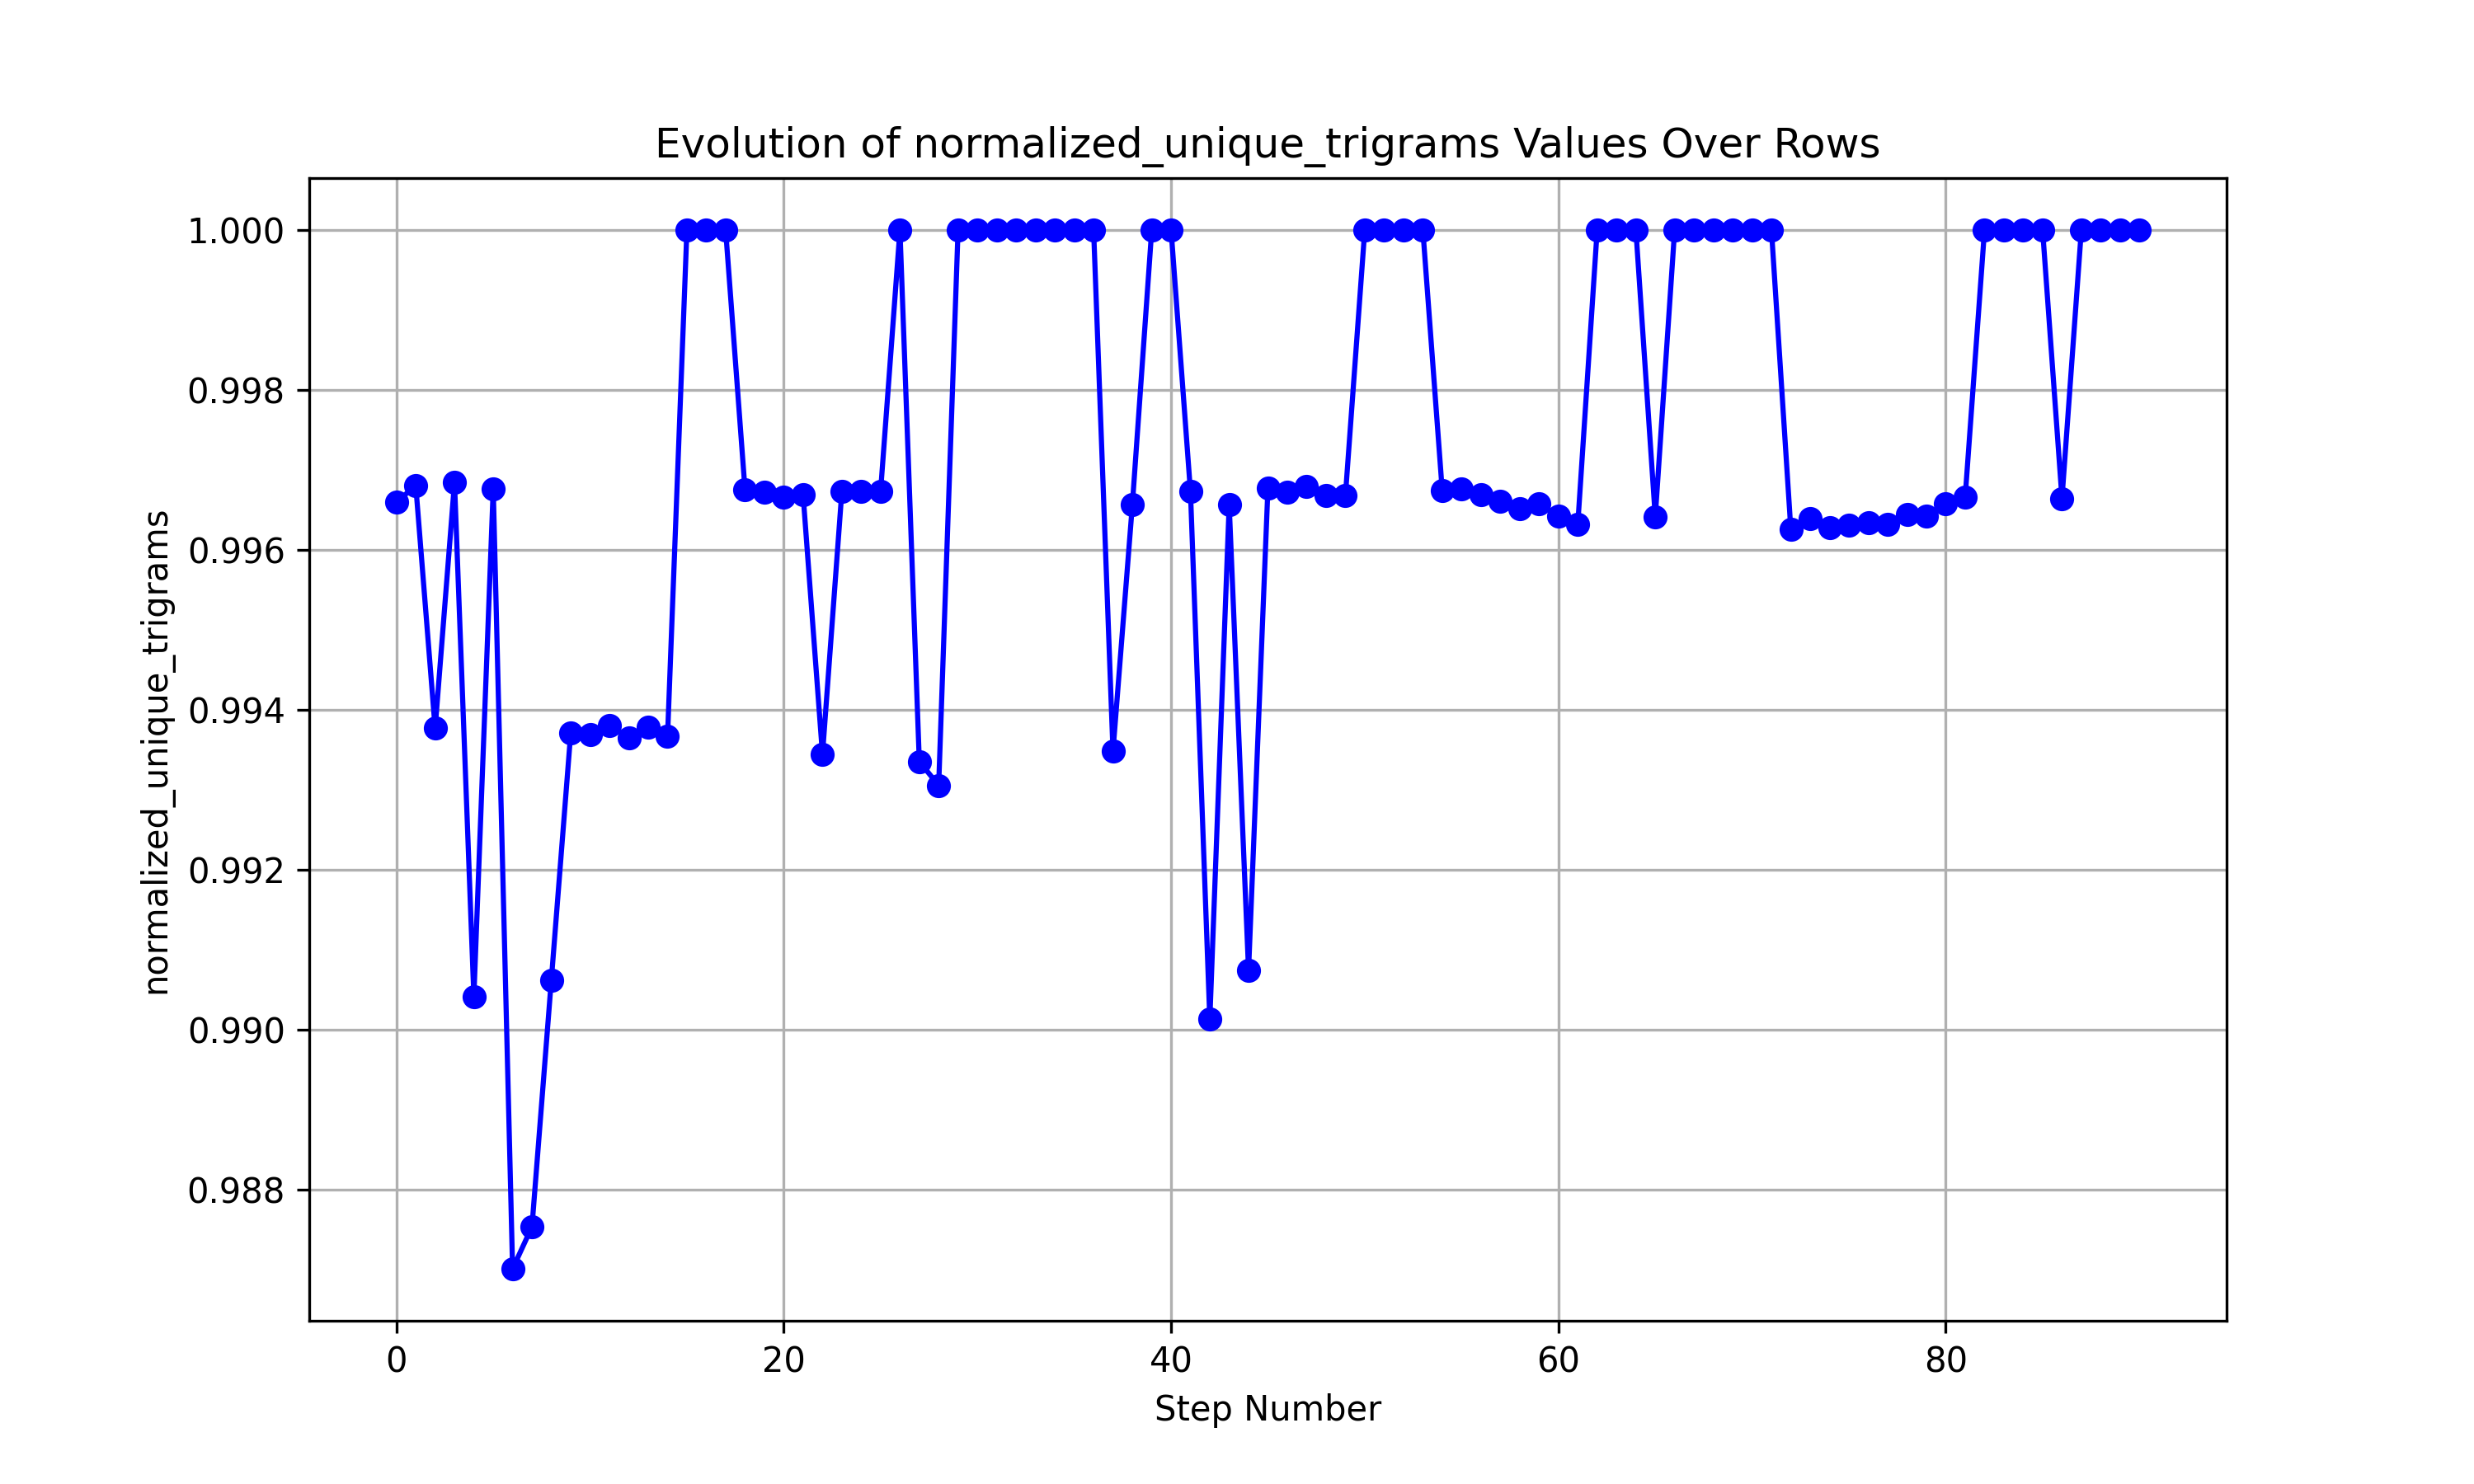 Evolution of normalized_unique_trigrams Values Over Rows
normalized_unique_trigrams
1.000
0.998
0.996
0.994
0.992
0.990
0.988
0 20 40 60 80
Step Number